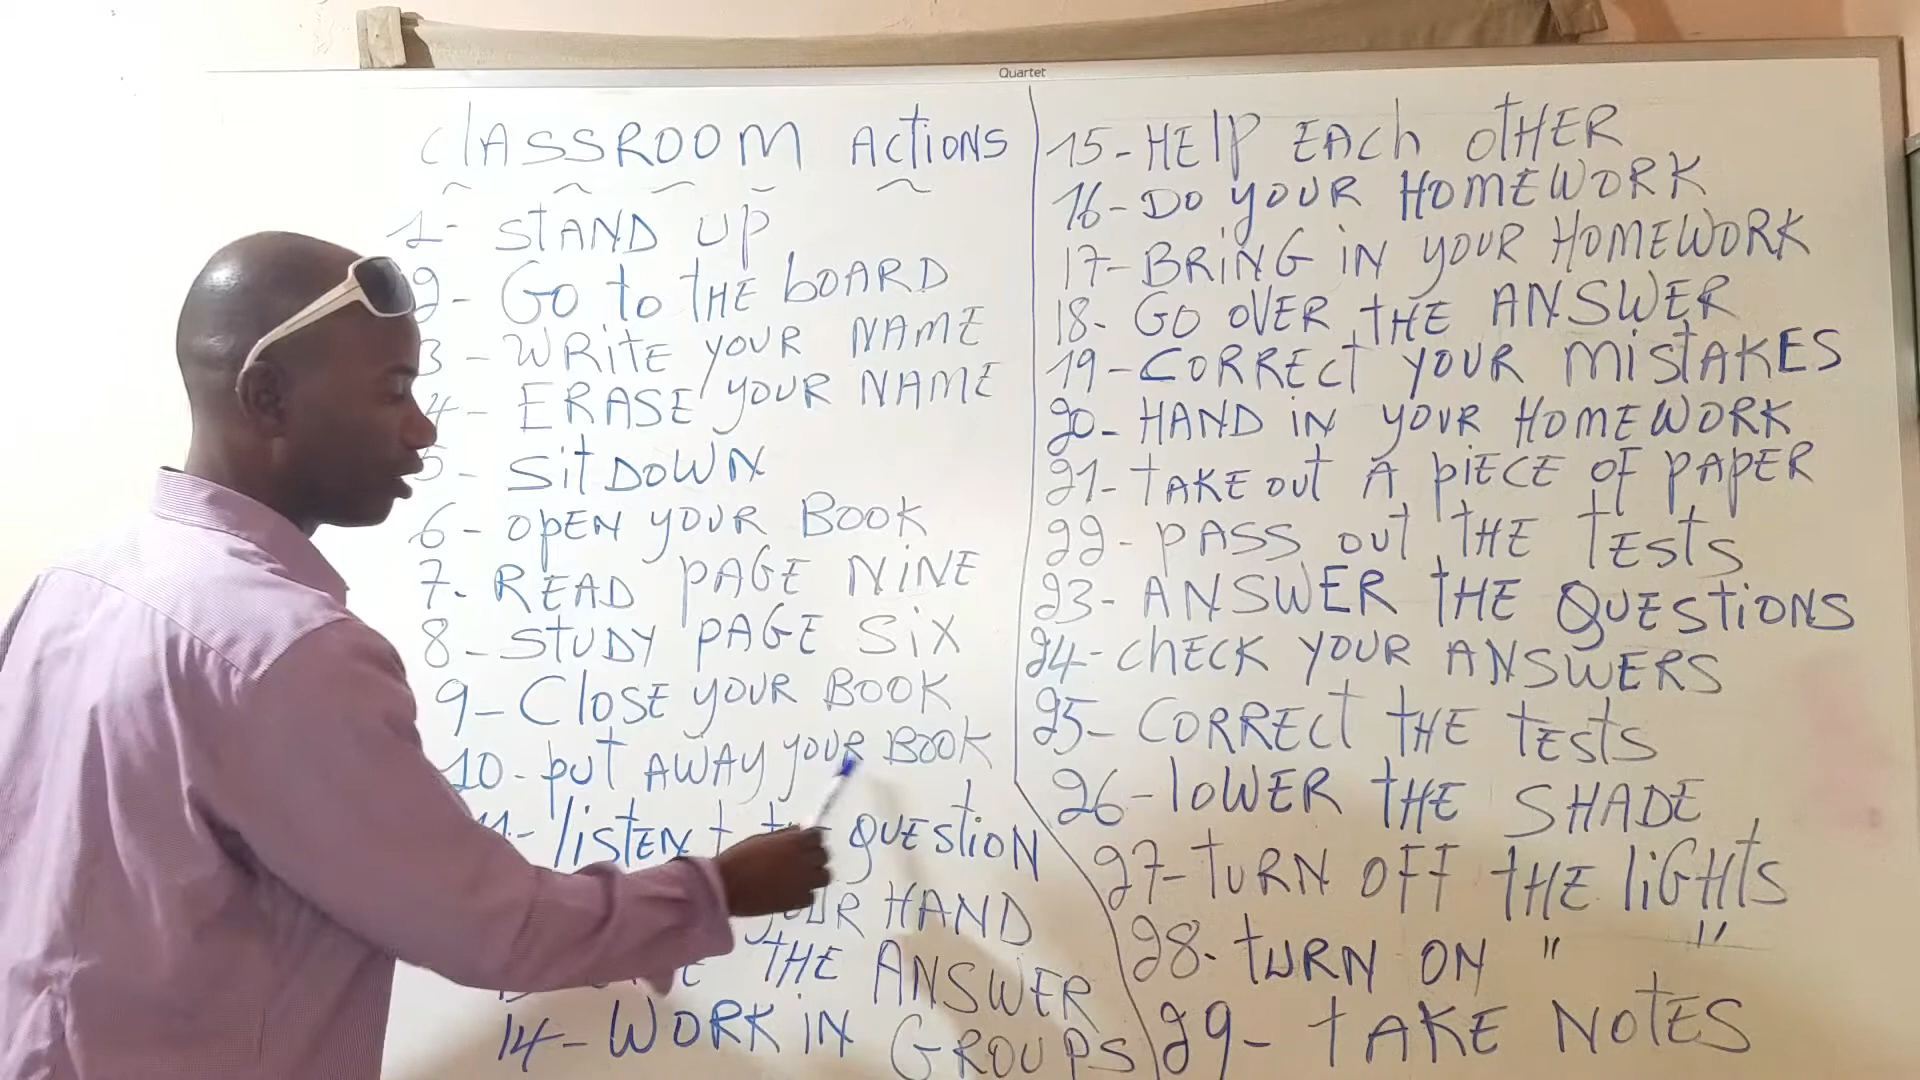 Quartet
CLASSROOM ACTIONS
1- STAND UP
2- GO TO THE BOARD
3- WRITE YOUR NAME
4- ERASE YOUR NAME
5- SIT DOWN
6- OPEN YOUR BOOK
7- READ PAGE NINE
8- STUDY PAGE SIX
9- CLOSE YOUR BOOK
10- PUT AWAY YOUR BOOK
11- LISTEN QUESTION
YOUR HAND
THE ANSWER
14- WORK IN GROUPS
15- HELP EACH OTHER
16- DO YOUR HOMEWORK
17- BRING IN YOUR HOMEWORK
18- GO OVER THE ANSWER
19- CORRECT YOUR MISTAKES
20- HAND IN YOUR HOMEWORK
21- TAKE OUT A PIECE OF PAPER
22- PASS OUT THE TESTS
23- ANSWER THE QUESTIONS
24- CHECK YOUR ANSWERS
25- CORRECT THE TESTS
26- LOWER THE SHADE
27- TURN OFF THE LIGHTS
28- TURN ON " "
29- TAKE NOTES